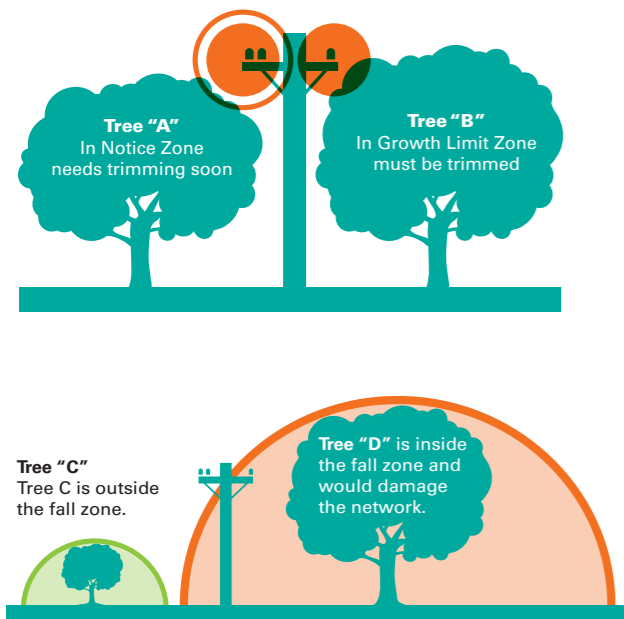 Tree “A”
In Notice Zone
needs trimming soon
Tree “B”
In Growth Limit Zone
must be trimmed
Tree “C”
Tree C is outside
the fall zone.
Tree “D” is inside
the fall zone and
would damage
the network.